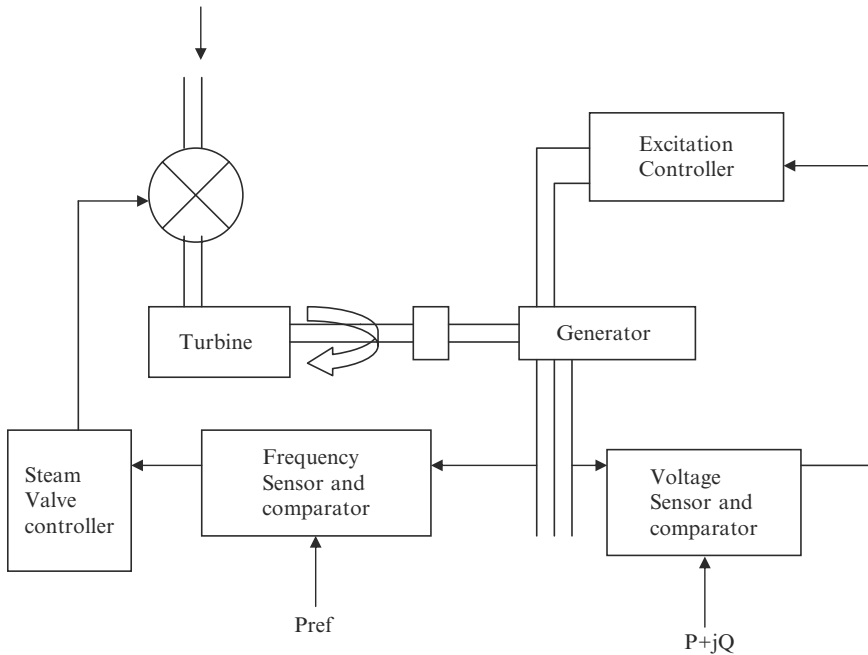 Excitation
Controller
Turbine
Generator
Steam
Valve
controller
Frequency
Sensor and
comparator
Voltage
Sensor and
comparator
Pref
P+jQ